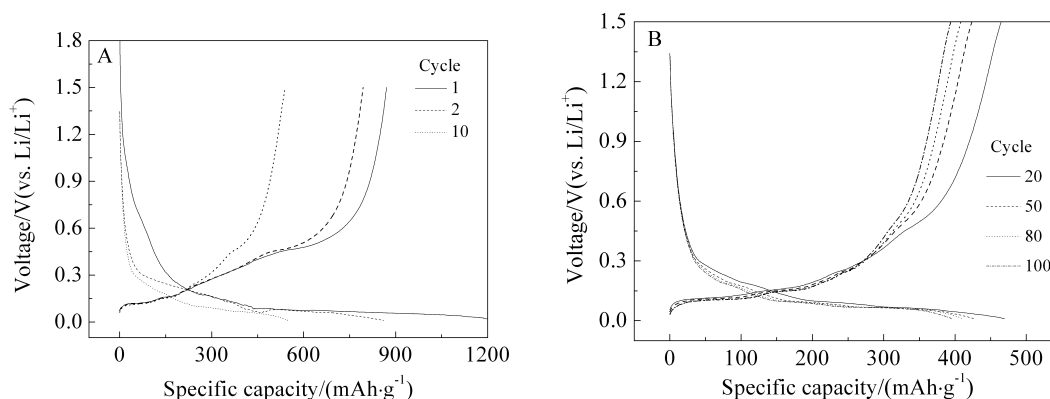 A
Cycle
1
2
10
1.8
1.5
1.2
0.9
0.6
0.3
0.0
Voltage/V(vs. Li/Li⁺)
0 300 600 900 1200
Specific capacity/(mAh·g⁻¹)
B
Cycle
20
50
80
100
1.5
1.2
0.9
0.6
0.3
0.0
Voltage/V(vs. Li/Li⁺)
0 100 200 300 400 500
Specific capacity/(mAh·g⁻¹)